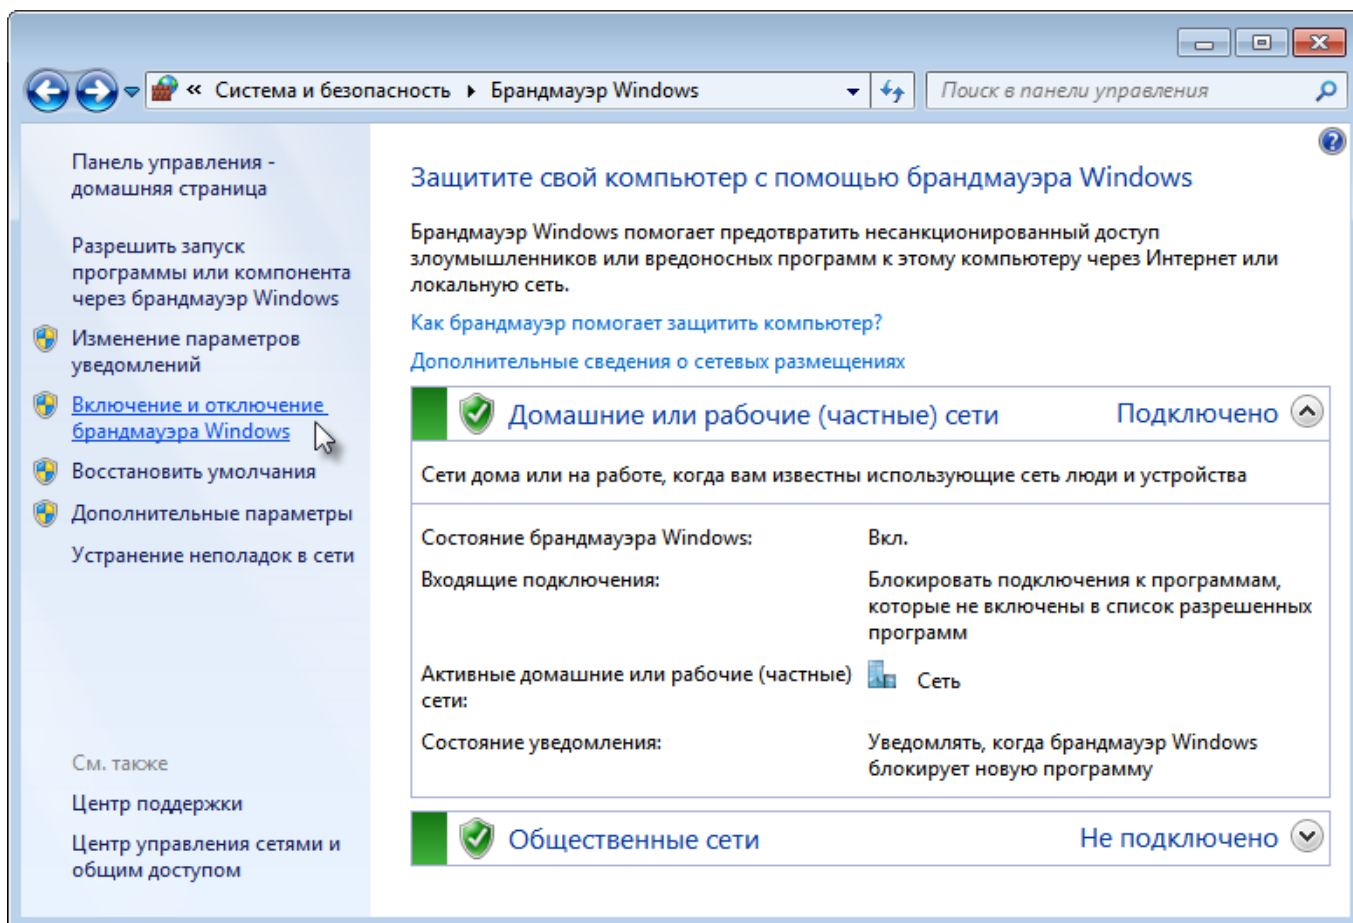 « Система и безопасность ▸ Брандмауэр Windows
Поиск в панели управления
Панель управления -
домашняя страница
Разрешить запуск
программы или компонента
через брандмауэр Windows
Изменение параметров
уведомлений
Включение и отключение
брандмауэра Windows
Восстановить умолчания
Дополнительные параметры
Устранение неполадок в сети
См. также
Центр поддержки
Центр управления сетями и
общим доступом
Защитите свой компьютер с помощью брандмауэра Windows
Брандмауэр Windows помогает предотвратить несанкционированный доступ
злоумышленников или вредоносных программ к этому компьютеру через Интернет или
локальную сеть.
Как брандмауэр помогает защитить компьютер?
Дополнительные сведения о сетевых размещениях
Домашние или рабочие (частные) сети Подключено
Сети дома или на работе, когда вам известны использующие сеть люди и устройства
Состояние брандмауэра Windows: Вкл.
Входящие подключения: Блокировать подключения к программам,
которые не включены в список разрешенных
программ
Активные домашние или рабочие (частные) Сеть
сети:
Состояние уведомления: Уведомлять, когда брандмауэр Windows
блокирует новую программу
Общественные сети Не подключено